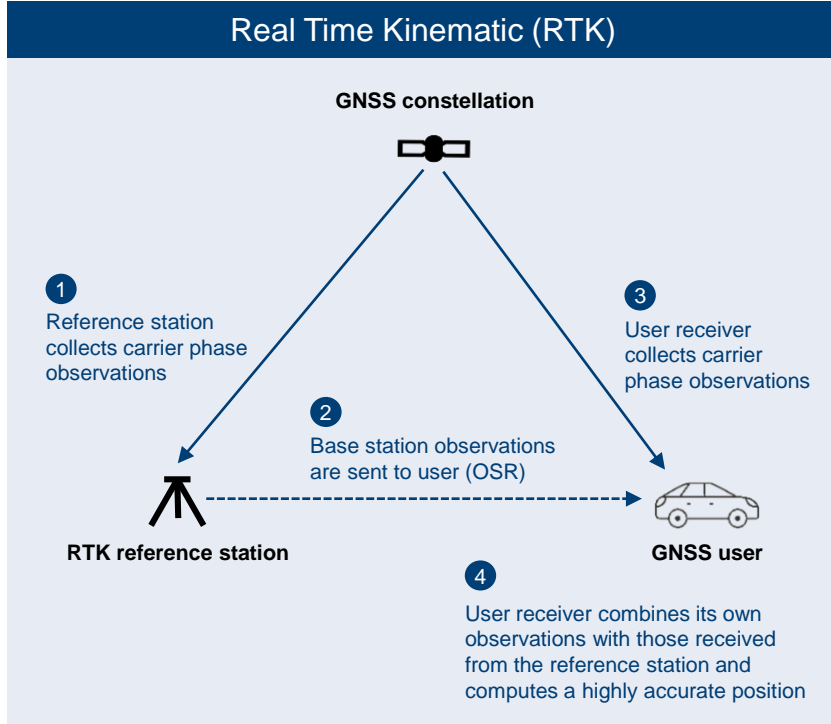 Real Time Kinematic (RTK)
GNSS constellation
1
Reference station
collects carrier phase
observations
3
User receiver
collects carrier
phase observations
2
Base station observations
are sent to user (OSR)
RTK reference station
GNSS user
4
User receiver combines its own
observations with those received
from the reference station and
computes a highly accurate position